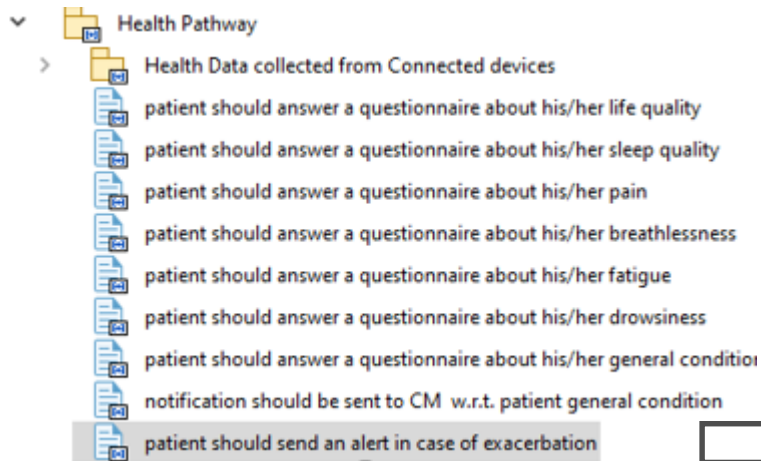 Health Pathway
Health Data collected from Connected devices
patient should answer a questionnaire about his/her life quality
patient should answer a questionnaire about his/her sleep quality
patient should answer a questionnaire about his/her pain
patient should answer a questionnaire about his/her breathlessness
patient should answer a questionnaire about his/her fatigue
patient should answer a questionnaire about his/her drowsiness
patient should answer a questionnaire about his/her general condition
notification should be sent to CM w.r.t. patient general condition
patient should send an alert in case of exacerbation